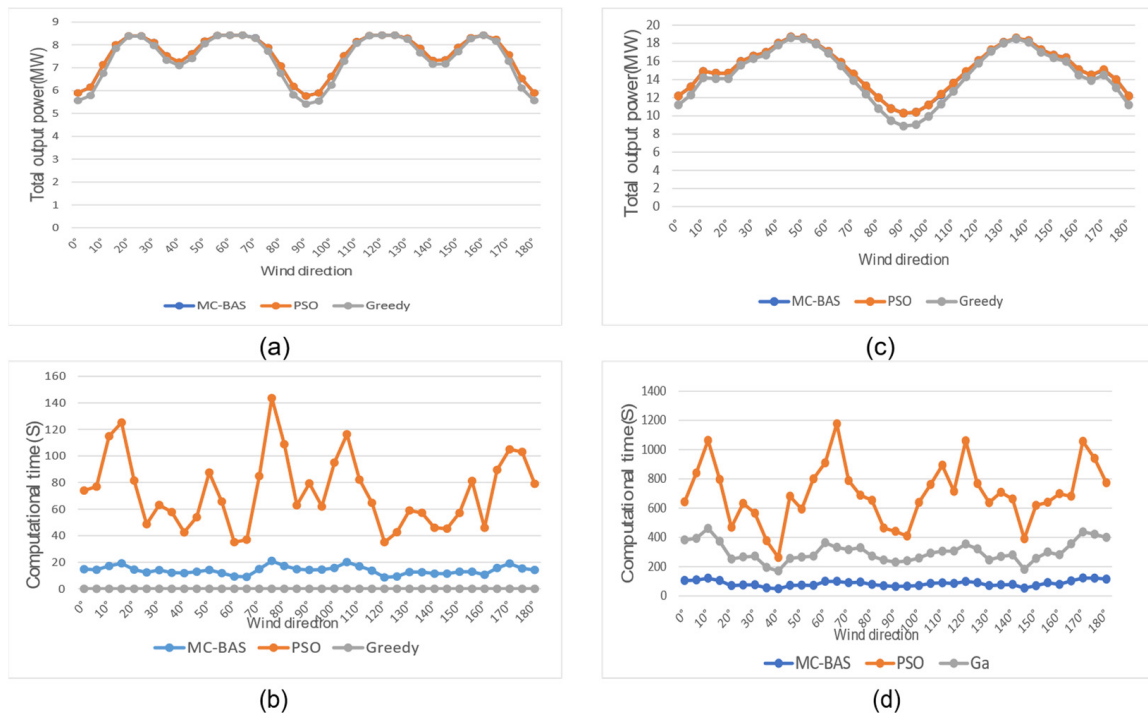 Total output power(MW)
9
8
7
6
5
4
3
2
1
0
0° 10° 20° 30° 40° 50° 60° 70° 80° 90° 100° 110° 120° 130° 140° 150° 160° 170° 180°
Wind direction
MC-BAS PSO Greedy
(a)
Total output power(MW)
20
18
16
14
12
10
8
6
4
2
0
0° 10° 20° 30° 40° 50° 60° 70° 80° 90° 100° 110° 120° 130° 140° 150° 160° 170° 180°
Wind direction
MC-BAS PSO Greedy
(c)
Computational time(S)
160
140
120
100
80
60
40
20
0
0° 10° 20° 30° 40° 50° 60° 70° 80° 90° 100° 110° 120° 130° 140° 150° 160° 170° 180°
Wind direction
MC-BAS PSO Greedy
(b)
Computational time(S)
1400
1200
1000
800
600
400
200
0
0° 10° 20° 30° 40° 50° 60° 70° 80° 90° 100° 110° 120° 130° 140° 150° 160° 170° 180°
Wind direction
MC-BAS PSO Ga
(d)